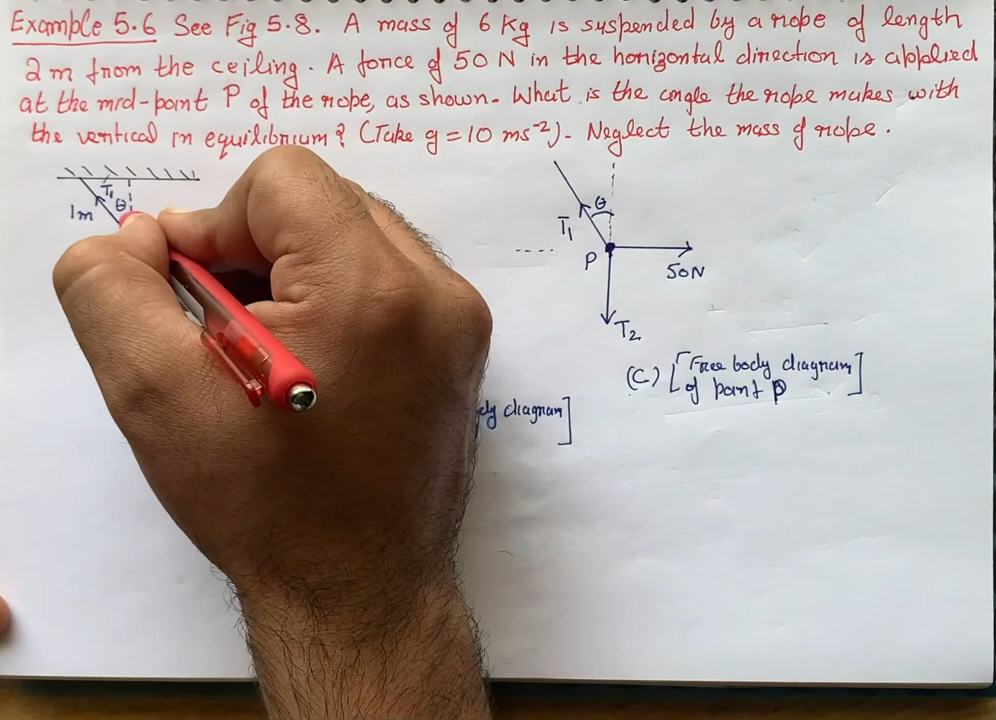 Example 5.6 See Fig 5.8. A mass of 6 Kg is suspended by a rope of length
2m from the ceiling. A force of 50 N in the horizontal direction is applied
at the mid-point P of the rope, as shown. What is the angle the rope makes with
the vertical in equilibrium? (Take g = 10 ms⁻²). Neglect the mass of rope.
T₁
θ
1m
θ
T₁
P
50N
T₂
(C) [Free body diagram
of point P]
diagram]